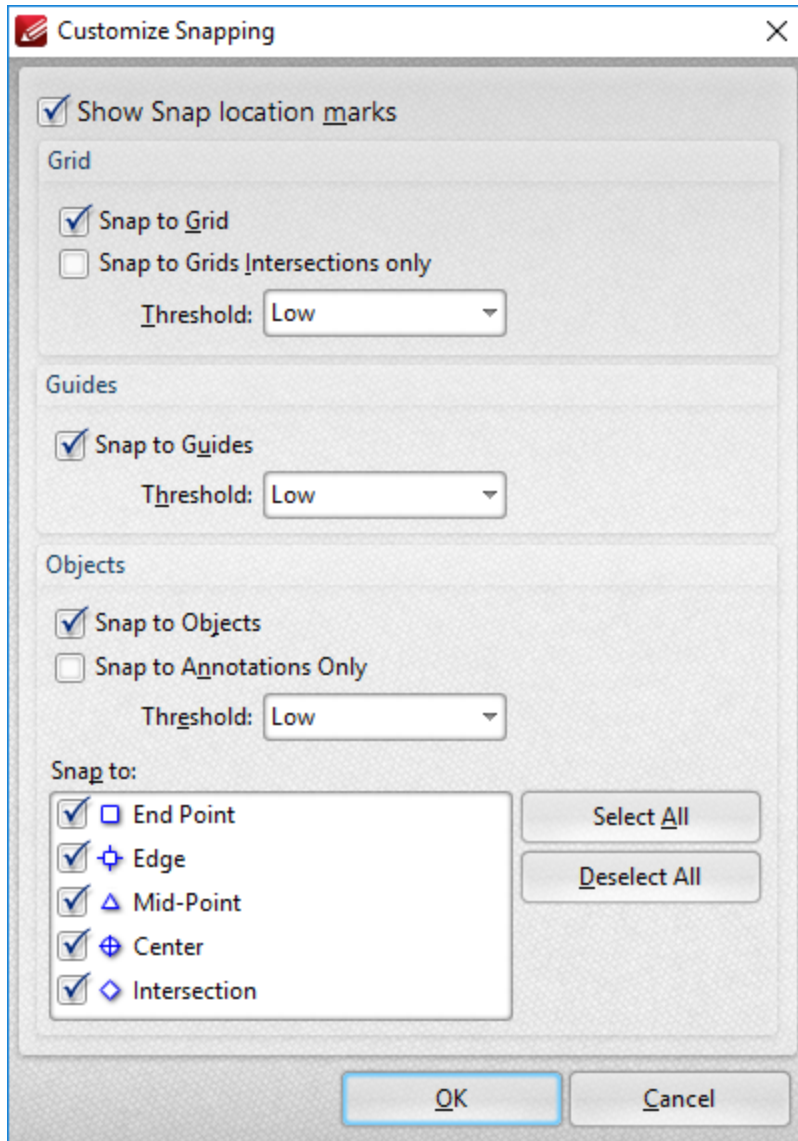 Customize Snapping
Show Snap location marks
Grid
Snap to Grid
Snap to Grids Intersections only
Threshold: Low
Guides
Snap to Guides
Threshold: Low
Objects
Snap to Objects
Snap to Annotations Only
Threshold: Low
Snap to:
End Point
Select All
Edge
Deselect All
Mid-Point
Center
Intersection
OK Cancel